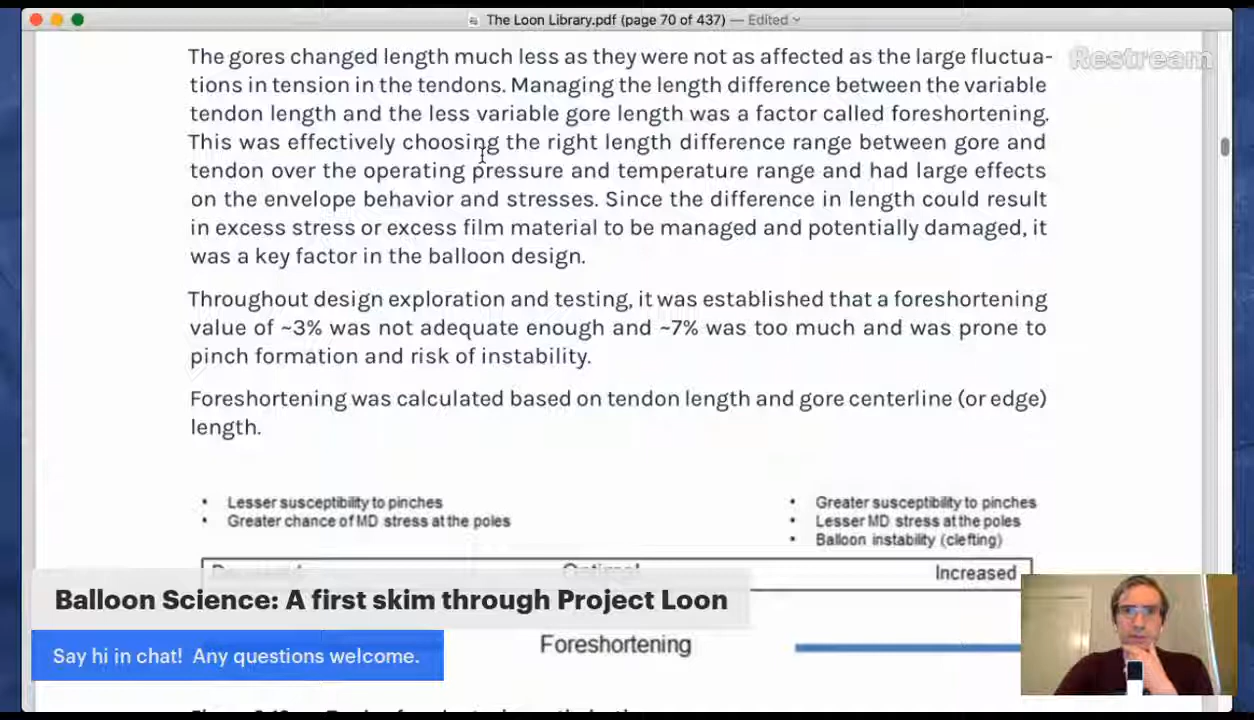 The Loon Library.pdf (page 70 of 437) — Edited
Restream
The gores changed length much less as they were not as affected as the large fluctua-
tions in tension in the tendons. Managing the length difference between the variable
tendon length and the less variable gore length was a factor called foreshortening.
This was effectively choosing the right length difference range between gore and
tendon over the operating pressure and temperature range and had large effects
on the envelope behavior and stresses. Since the difference in length could result
in excess stress or excess film material to be managed and potentially damaged, it
was a key factor in the balloon design.
Throughout design exploration and testing, it was established that a foreshortening
value of ~3% was not adequate enough and ~7% was too much and was prone to
pinch formation and risk of instability.
Foreshortening was calculated based on tendon length and gore centerline (or edge)
length.
• Lesser susceptibility to pinches
• Greater chance of MD stress at the poles
• Greater susceptibility to pinches
• Lesser MD stress at the poles
• Balloon instability (clefting)
Optimal
Increased
Balloon Science: A first skim through Project Loon
Foreshortening
Say hi in chat! Any questions welcome.